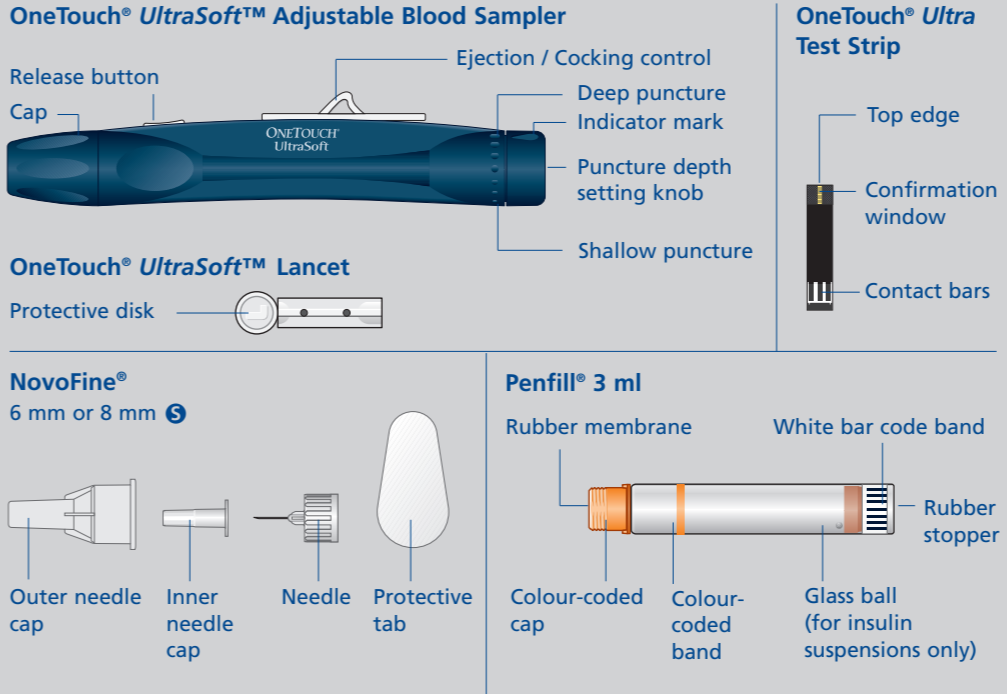 OneTouch® UltraSoft™ Adjustable Blood Sampler
Release button
Cap
Ejection / Cocking control
Deep puncture
Indicator mark
Puncture depth
setting knob
Shallow puncture
ONETOUCH®
UltraSoft
OneTouch® UltraSoft™ Lancet
Protective disk
OneTouch® Ultra
Test Strip
Top edge
Confirmation
window
Contact bars
NovoFine®
6 mm or 8 mm S
Outer needle
cap
Inner
needle
cap
Needle
Protective
tab
Penfill® 3 ml
Rubber membrane
White bar code band
Rubber
stopper
Colour-coded
cap
Colour-
coded
band
Glass ball
(for insulin
suspensions only)